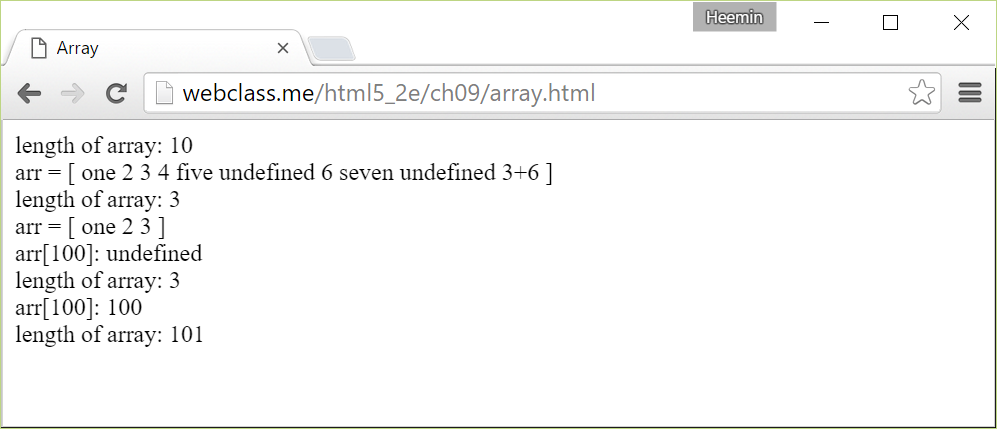 Heemin
Array
webclass.me/html5_2e/ch09/array.html
length of array: 10
arr = [ one 2 3 4 five undefined 6 seven undefined 3+6 ]
length of array: 3
arr = [ one 2 3 ]
arr[100]: undefined
length of array: 3
arr[100]: 100
length of array: 101